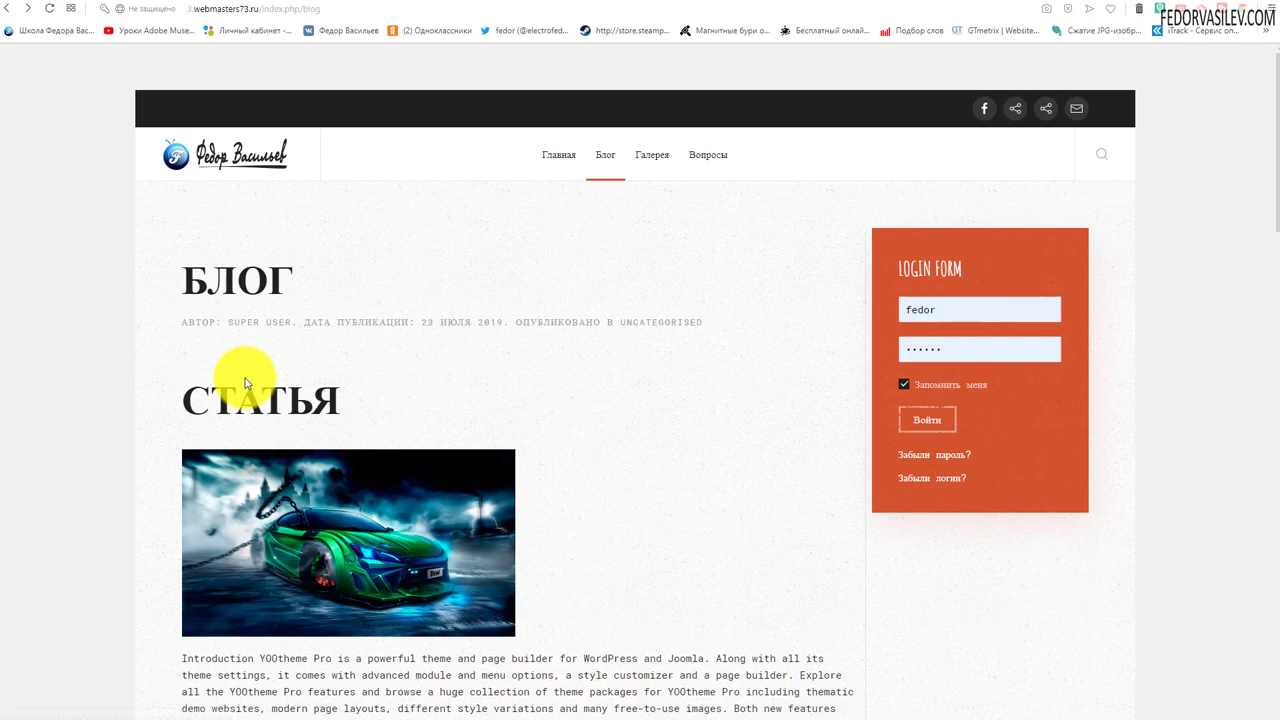 Не защищено
3.webmasters73.ru/index.php/blog
FEDORVASILEV.COM
Школа Федора Вас...
Уроки Adobe Muse...
Личный кабинет -...
Федор Васильев
(2) Одноклассники
fedor (@electrofed...
http://store.steamp...
Магнитные бури о...
Бесплатный онлай...
Подбор слов
GTmetrix | Website...
Сжатие JPG-изобр...
iTrack - Сервис оп...
Федор Васильев
Главная
Блог
Галерея
Вопросы
БЛОГ
АВТОР: SUPER USER. ДАТА ПУБЛИКАЦИИ: 23 ИЮЛЯ 2019. ОПУБЛИКОВАНО В UNCATEGORISED
СТАТЬЯ
Introduction YOOtheme Pro is a powerful theme and page builder for WordPress and Joomla. Along with all its
theme settings, it comes with advanced module and menu options, a style customizer and a page builder. Explore
all the YOOtheme Pro features and browse a huge collection of theme packages for YOOtheme Pro including thematic
demo websites, modern page layouts, different style variations and many free-to-use images. Both new features
LOGIN FORM
fedor
••••••
Запомнить меня
Войти
Забыли пароль?
Забыли логин?